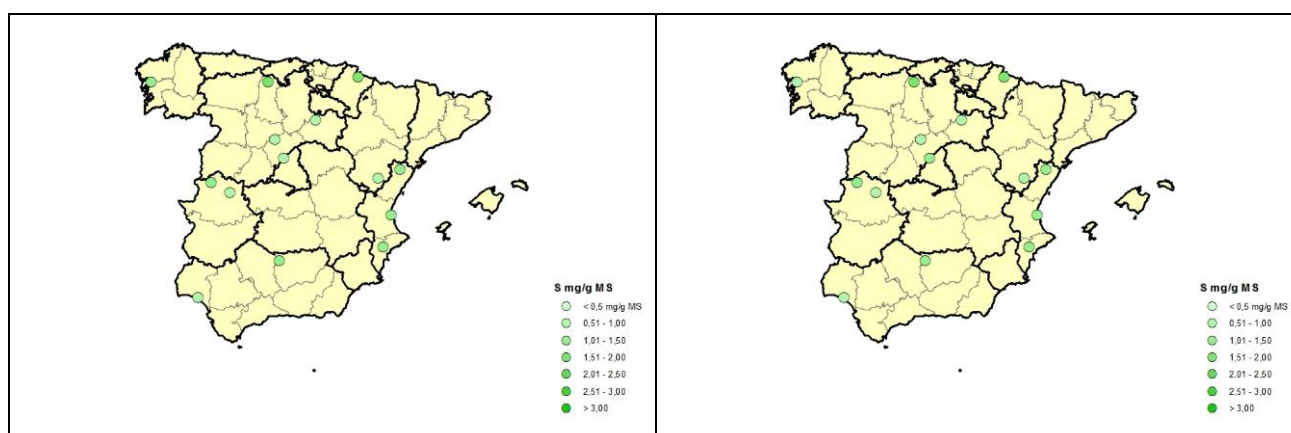 S mg/g MS
< 0,5 mg/g MS
0,51 - 1,00
1,01 - 1,50
1,51 - 2,00
2,01 - 2,50
2,51 - 3,00
> 3,00
S mg/g MS
< 0,5 mg/g MS
0,51 - 1,00
1,01 - 1,50
1,51 - 2,00
2,01 - 2,50
2,51 - 3,00
> 3,00